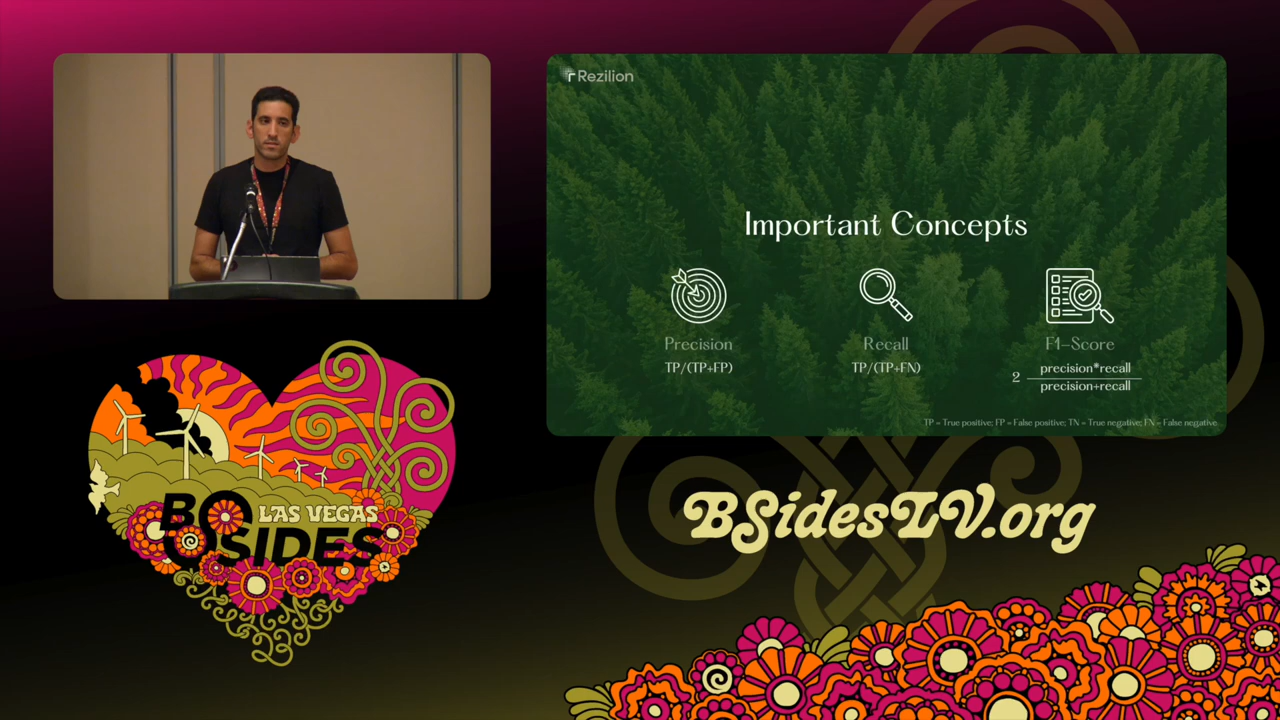 Rezilion
Important Concepts
Precision
TP/(TP+FP)
Recall
TP/(TP+FN)
F1-Score
2 precision*recall
precision+recall
TP = True positive; FP = False positive; TN = True negative; FN = False negative
LAS VEGAS
BSIDES
23
BSidesLV.org